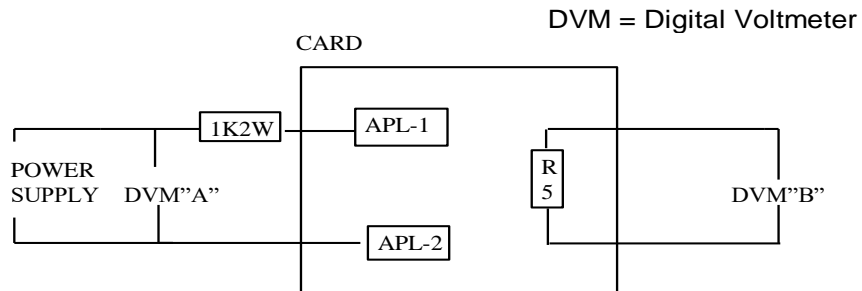 DVM = Digital Voltmeter
CARD
1K2W
APL-1
POWER
SUPPLY
DVM”A”
R
5
DVM”B”
APL-2